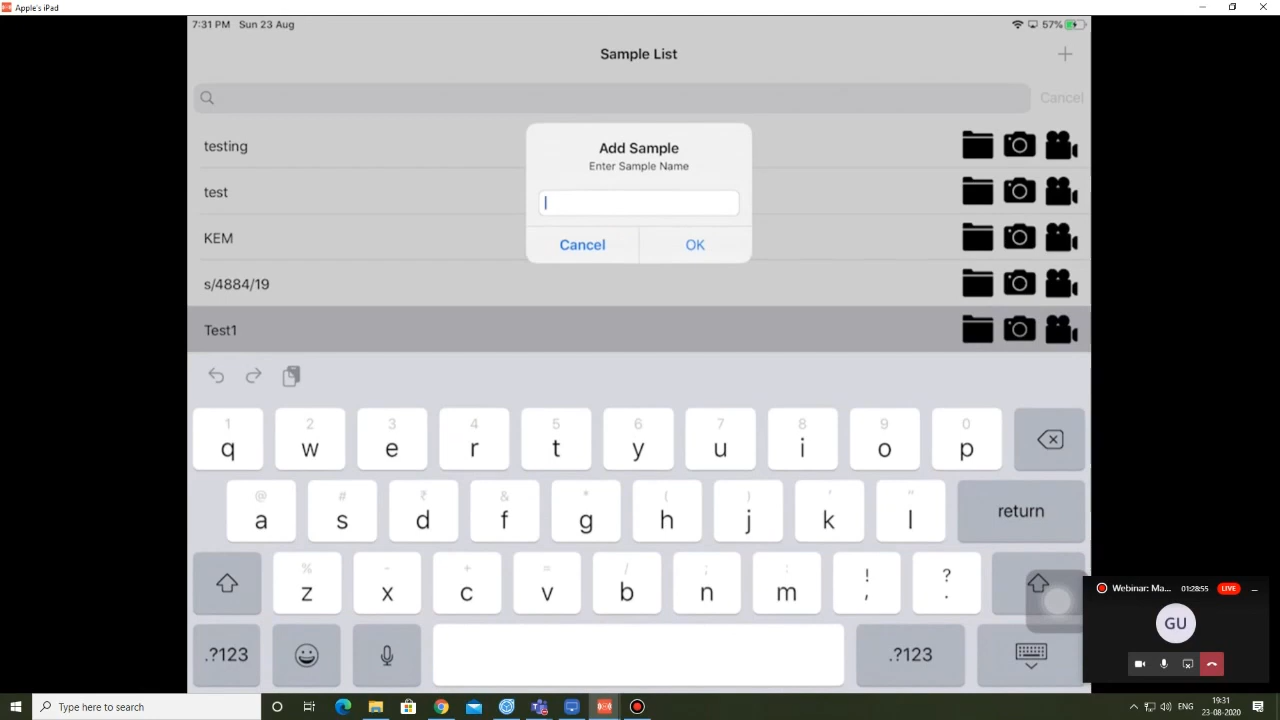 Apple's iPad
7:31 PM Sun 23 Aug
57%
Sample List
+
Cancel
testing
test
KEM
s/4884/19
Test1
Add Sample
Enter Sample Name
Cancel OK
1 2 3 4 5 6 7 8 9 0
q w e r t y u i o p
@ # ₹ & * ( ) ' "
a s d f g h j k l return
% - + = / ; : ! ?
z x c v b n m , .
.?123 .?123
Webinar: Ma... 01:28:55 LIVE
GU
Type here to search
ENG
19:31
23-08-2020